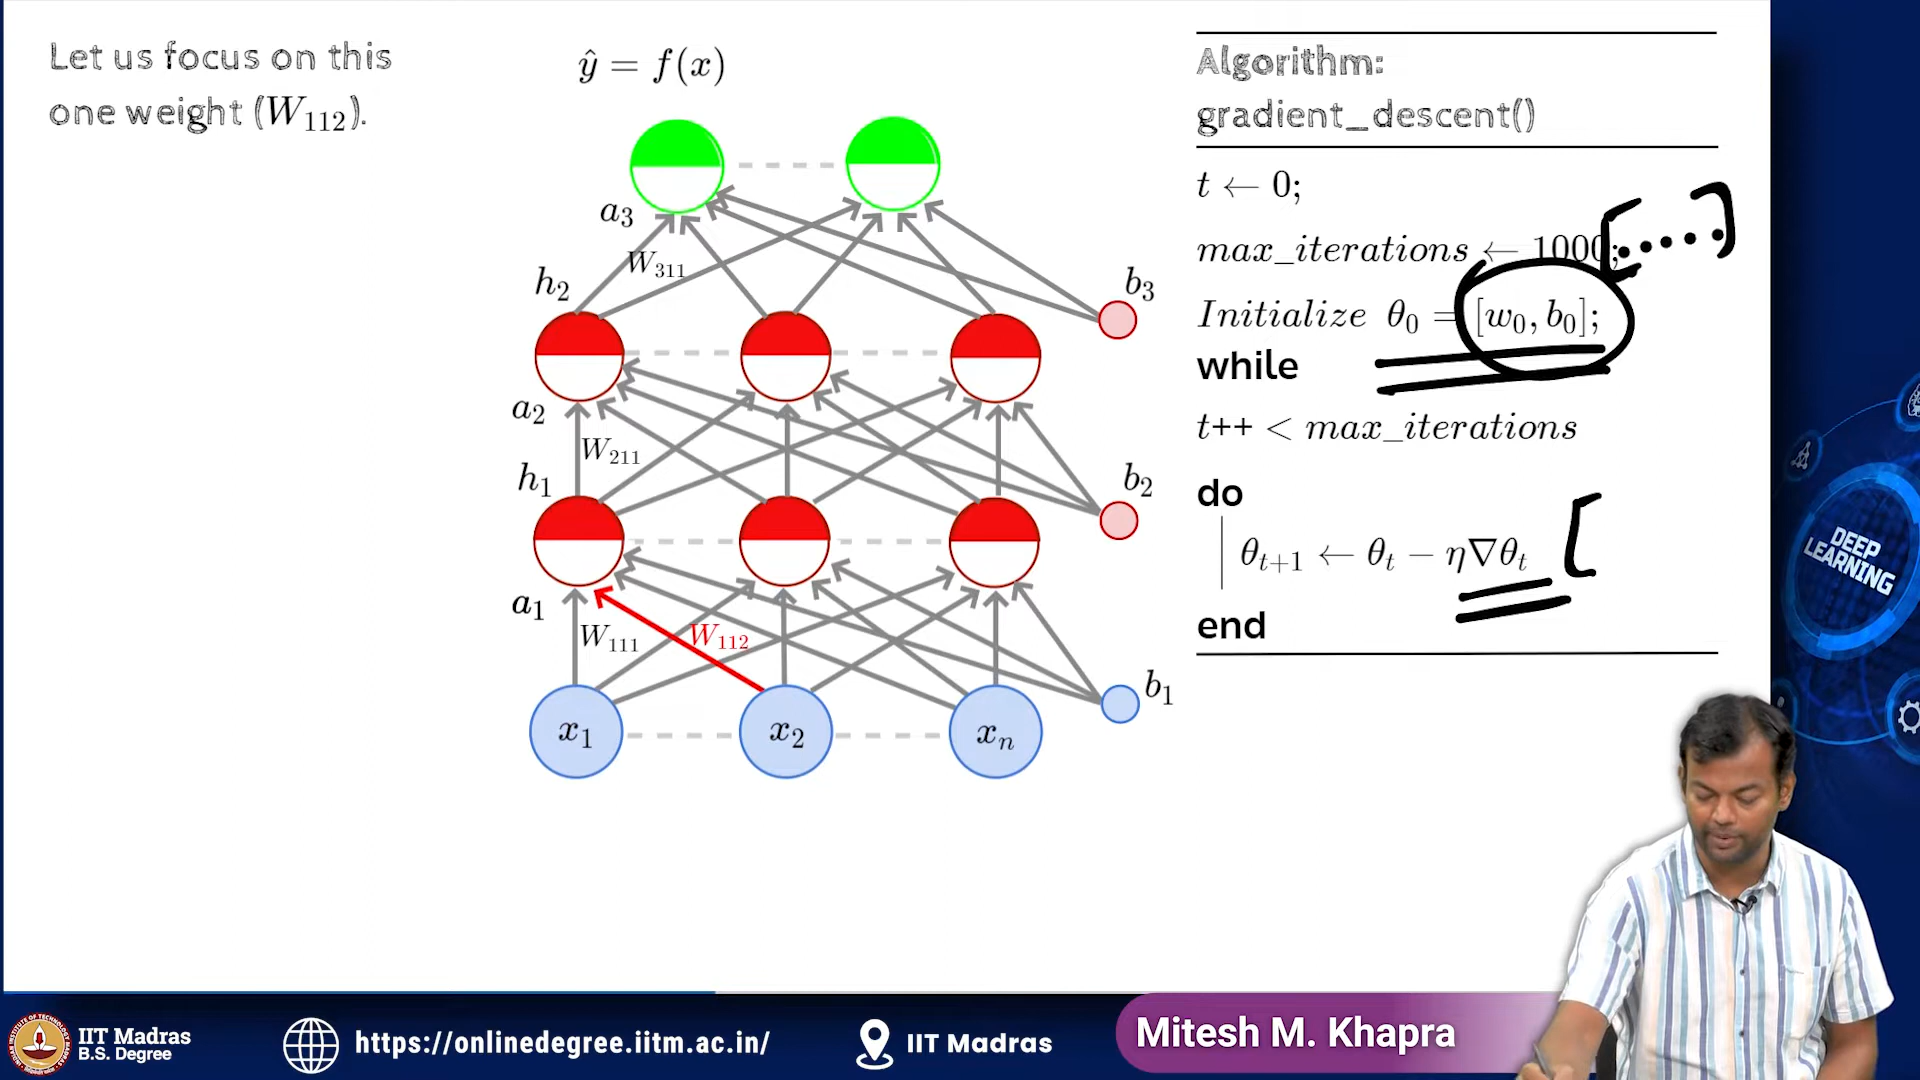 Let us focus on this
one weight (W₁₁₂).
ŷ = f(x)
a₃
W₃₁₁
h₂
b₃
a₂
W₂₁₁
h₁
b₂
a₁
W₁₁₁
W₁₁₂
b₁
x₁
x₂
xₙ
Algorithm:
gradient_descent()
t ← 0;
max_iterations ← 1000;
[....]
Initialize θ₀ = [w₀, b₀];
while
t++ < max_iterations
do
θₜ₊₁ ← θₜ − η∇θₜ [
end
DEEP
LEARNING
IIT Madras
B.S. Degree
https://onlinedegree.iitm.ac.in/
IIT Madras
Mitesh M. Khapra